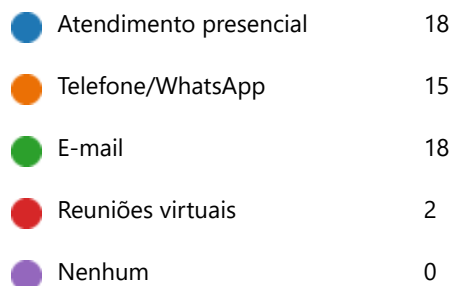 Atendimento presencial 18
Telefone/WhatsApp 15
E-mail 18
Reuniões virtuais 2
Nenhum 0